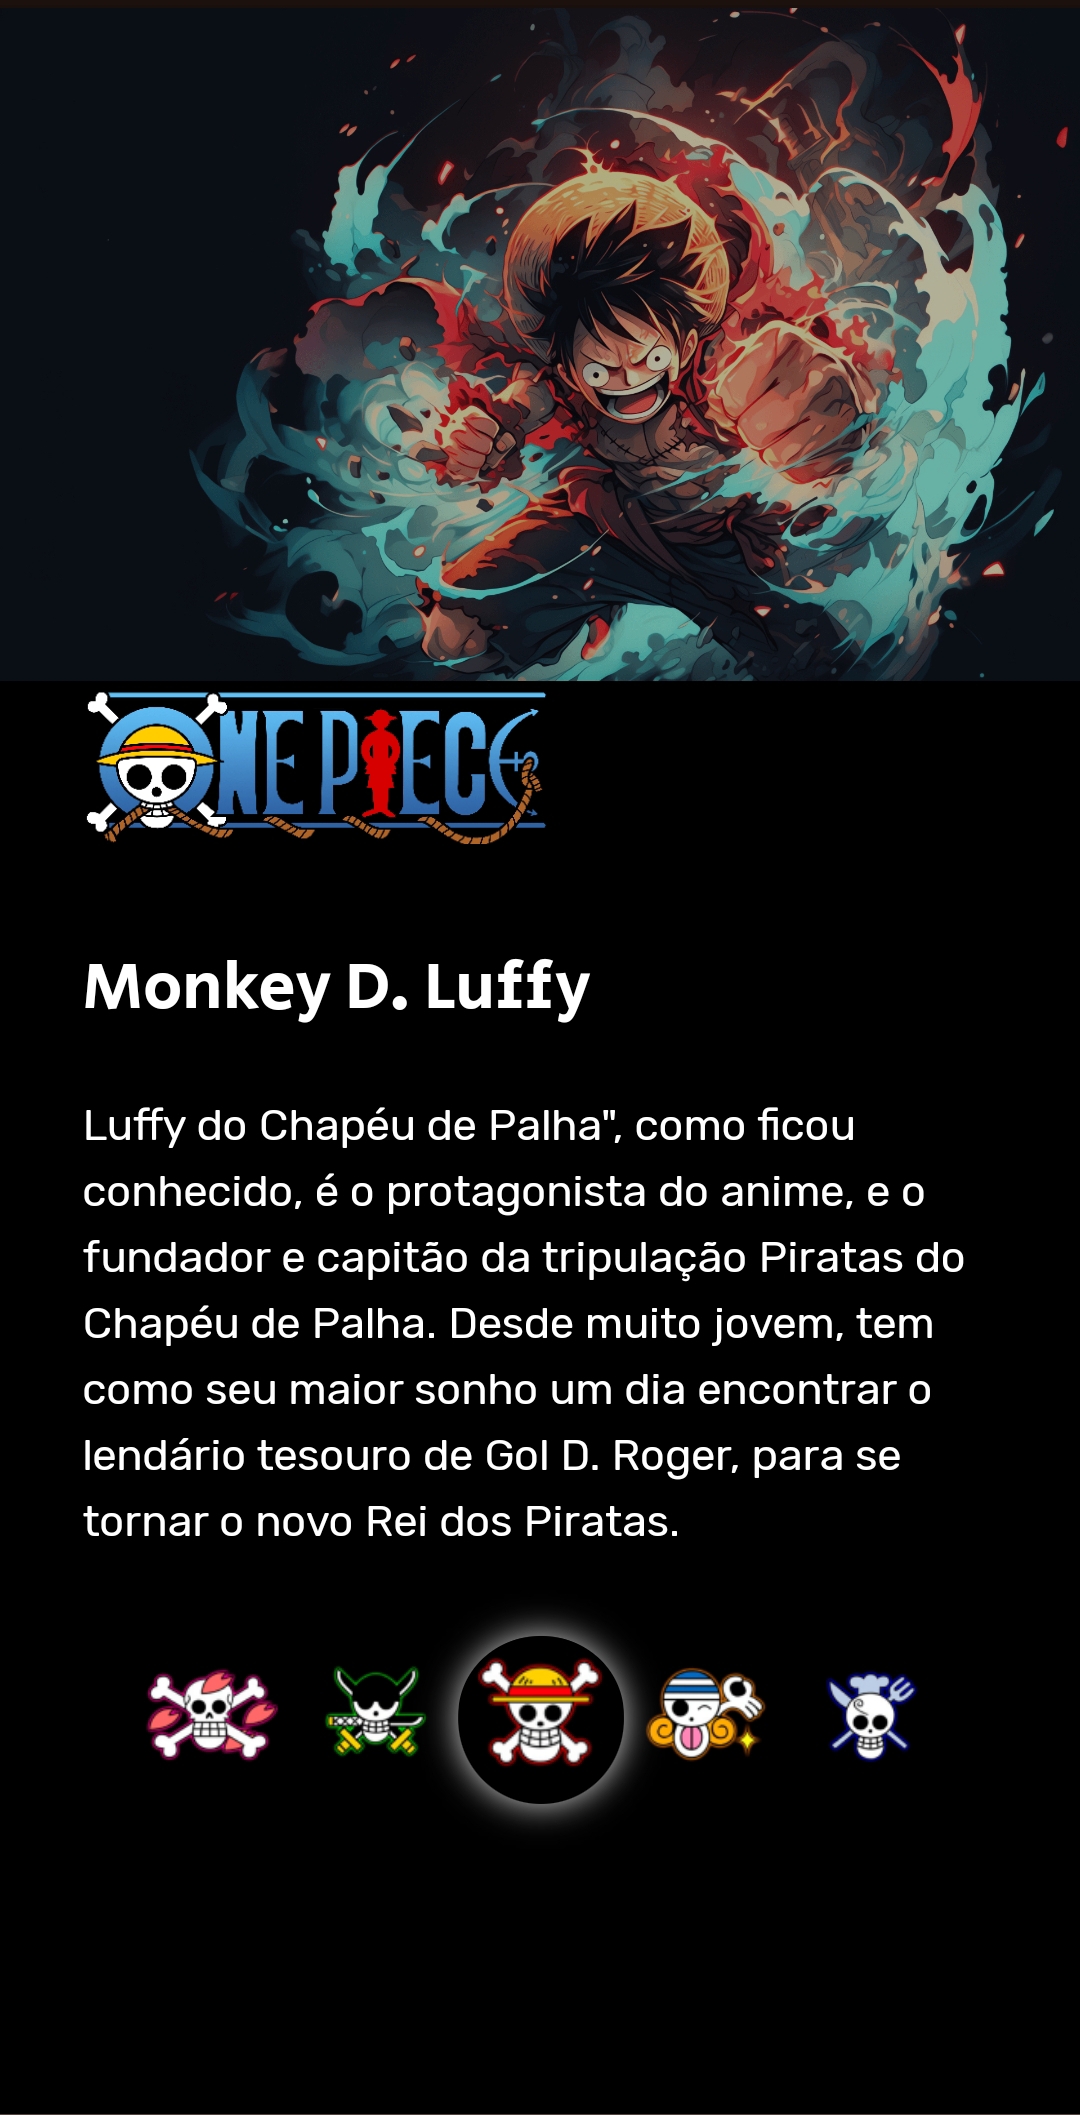 ONE PIECE
Monkey D. Luffy
Luffy do Chapéu de Palha", como ficou
conhecido, é o protagonista do anime, e o
fundador e capitão da tripulação Piratas do
Chapéu de Palha. Desde muito jovem, tem
como seu maior sonho um dia encontrar o
lendário tesouro de Gol D. Roger, para se
tornar o novo Rei dos Piratas.